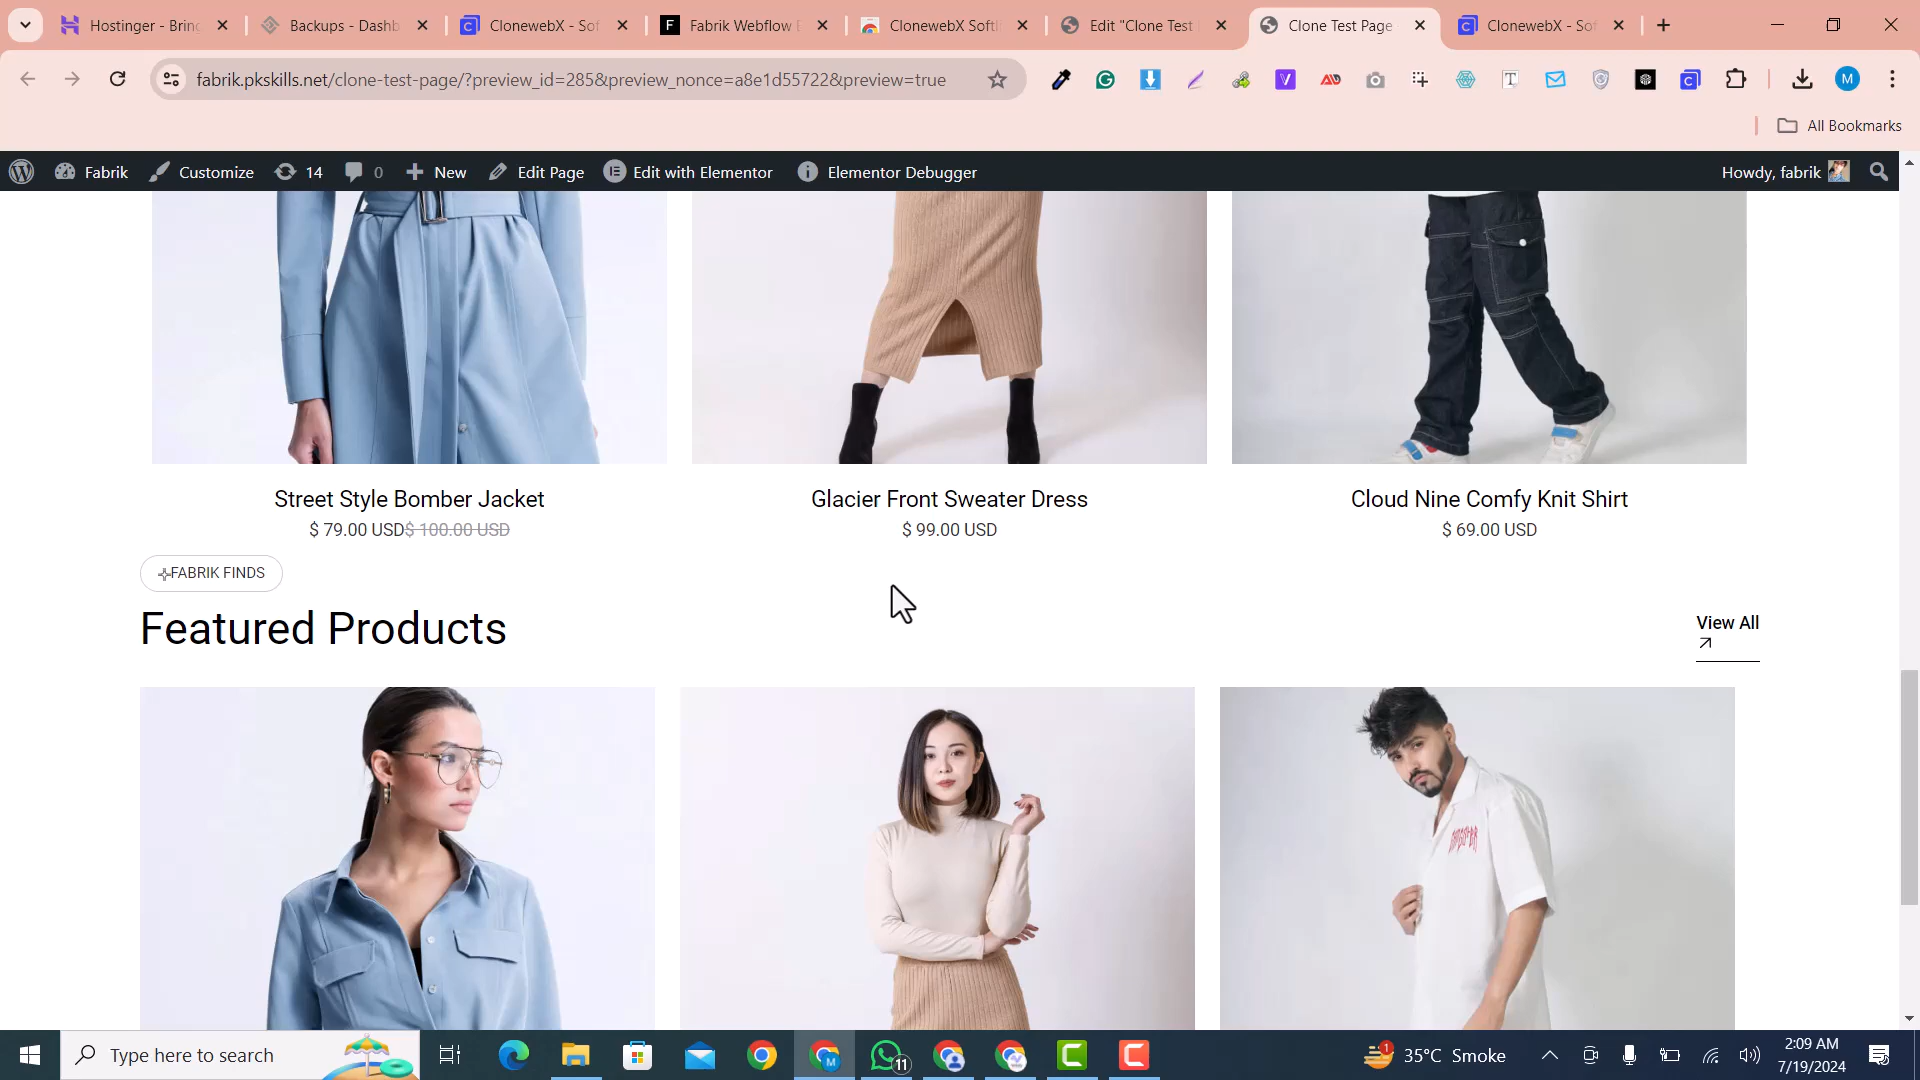 Hostinger - Bring
Backups - Dashb
ClonewebX - Sof
Fabrik Webflow
ClonewebX Softl
Edit "Clone Test
Clone Test Page
ClonewebX - Sof
fabrik.pkskills.net/clone-test-page/?preview_id=285&preview_nonce=a8e1d55722&preview=true
All Bookmarks
Fabrik
Customize
14
0
New
Edit Page
Edit with Elementor
Elementor Debugger
Howdy, fabrik
Street Style Bomber Jacket
$ 79.00 USD$ 100.00 USD
Glacier Front Sweater Dress
$ 99.00 USD
Cloud Nine Comfy Knit Shirt
$ 69.00 USD
FABRIK FINDS
Featured Products
View All
Type here to search
11
1
35°C Smoke
2:09 AM
7/19/2024